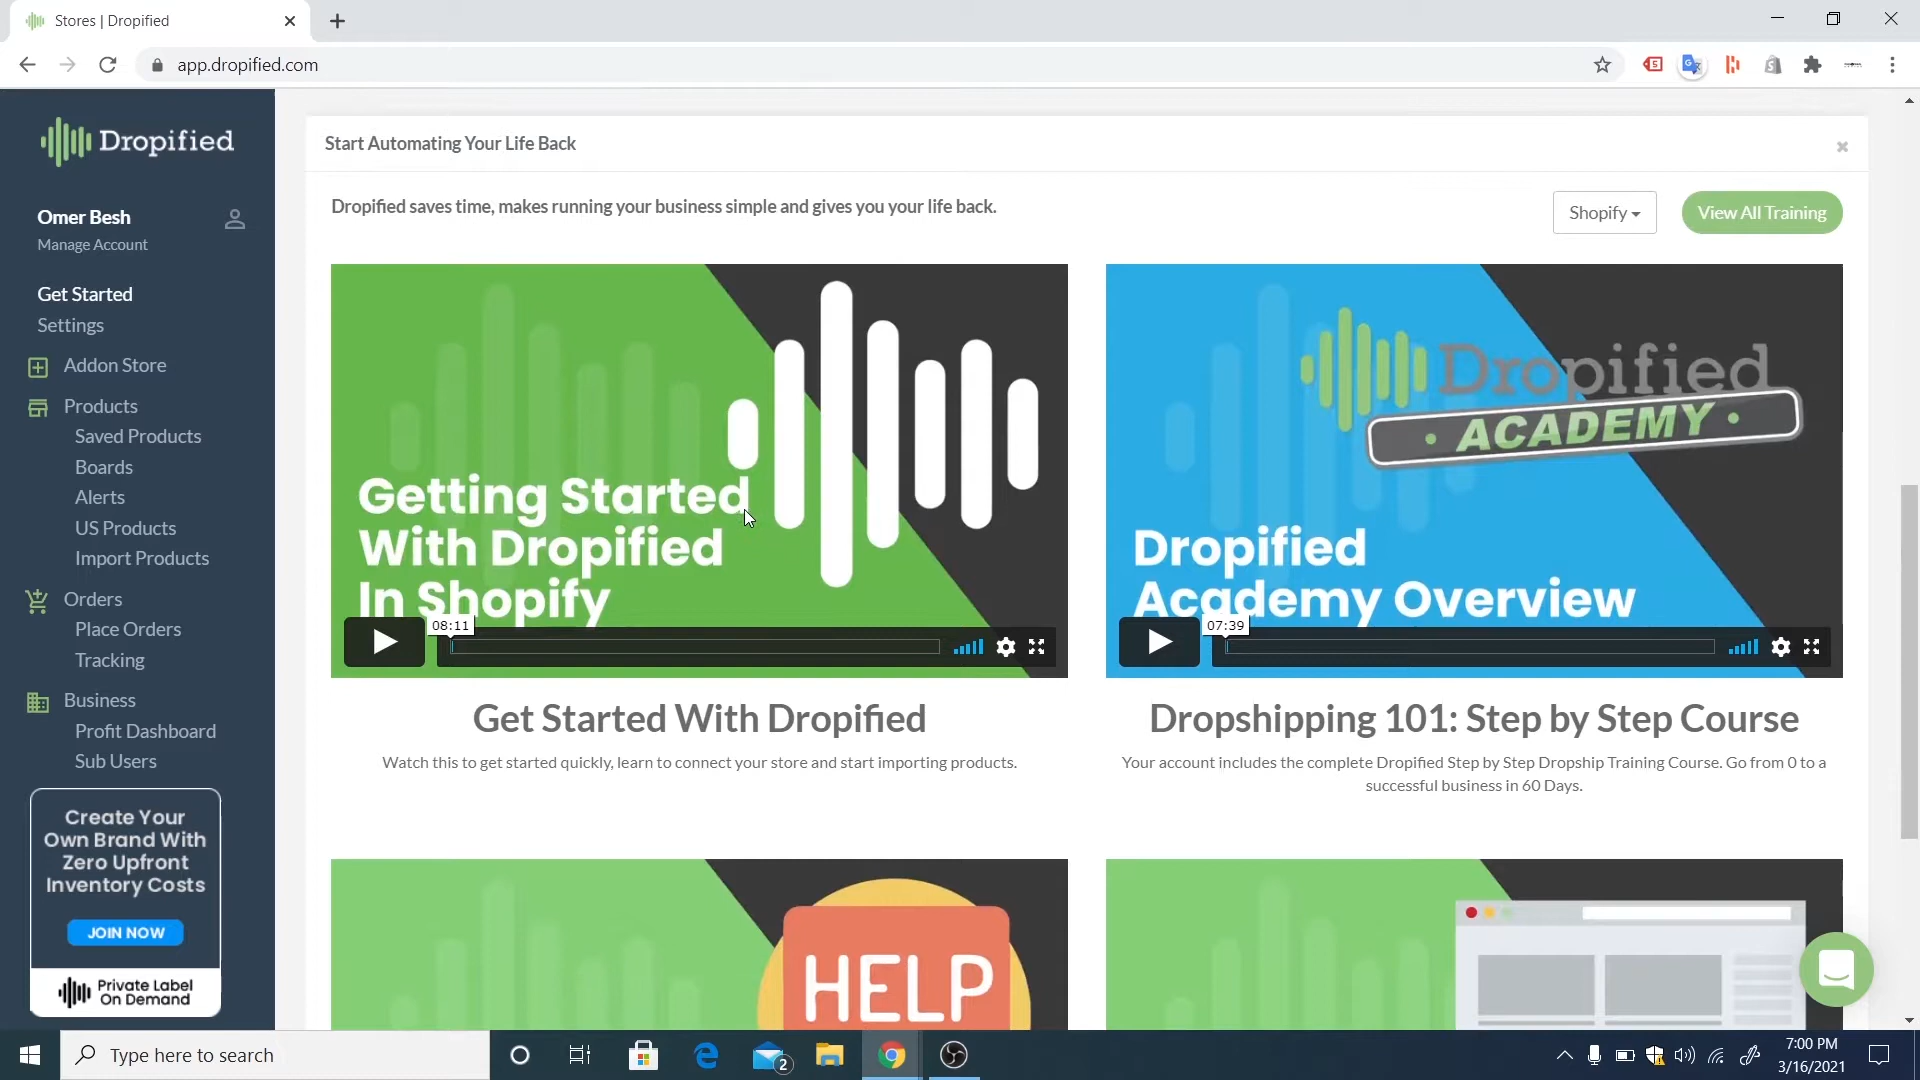 Stores | Dropified
app.dropified.com
5
Dropified
Omer Besh
Manage Account
Get Started
Settings
Addon Store
Products
Saved Products
Boards
Alerts
US Products
Import Products
Orders
Place Orders
Tracking
Business
Profit Dashboard
Sub Users
Create Your
Own Brand With
Zero Upfront
Inventory Costs
JOIN NOW
Private Label
On Demand
Start Automating Your Life Back
Dropified saves time, makes running your business simple and gives you your life back.
Shopify
View All Training
Getting Started
With Dropified
In Shopify
08:11
Get Started With Dropified
Watch this to get started quickly, learn to connect your store and start importing products.
Dropified
• ACADEMY •
Dropified
Academy Overview
07:39
Dropshipping 101: Step by Step Course
Your account includes the complete Dropified Step by Step Dropship Training Course. Go from 0 to a
successful business in 60 Days.
HELP
Type here to search
2
7:00 PM
3/16/2021